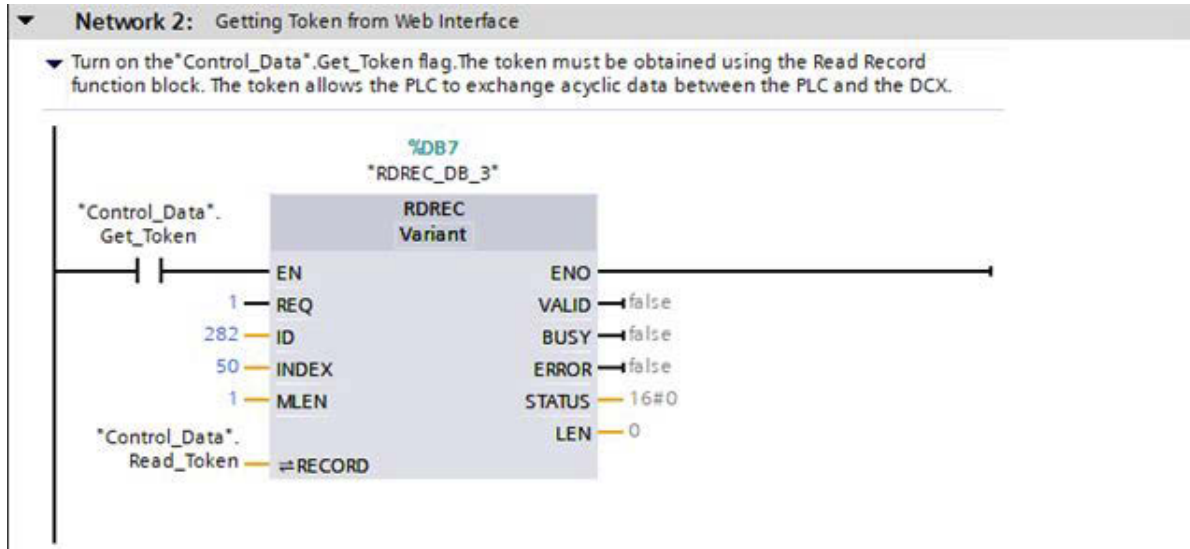 Network 2: Getting Token from Web Interface
Turn on the"Control_Data".Get_Token flag.The token must be obtained using the Read Record
function block. The token allows the PLC to exchange acyclic data between the PLC and the DCX.
%DB7
"RDREC_DB_3"
"Control_Data".
Get_Token
RDREC
Variant
EN ENO
1 REQ VALID false
282 ID BUSY false
50 INDEX ERROR false
1 MLEN STATUS 16#0
LEN 0
"Control_Data".
Read_Token RECORD